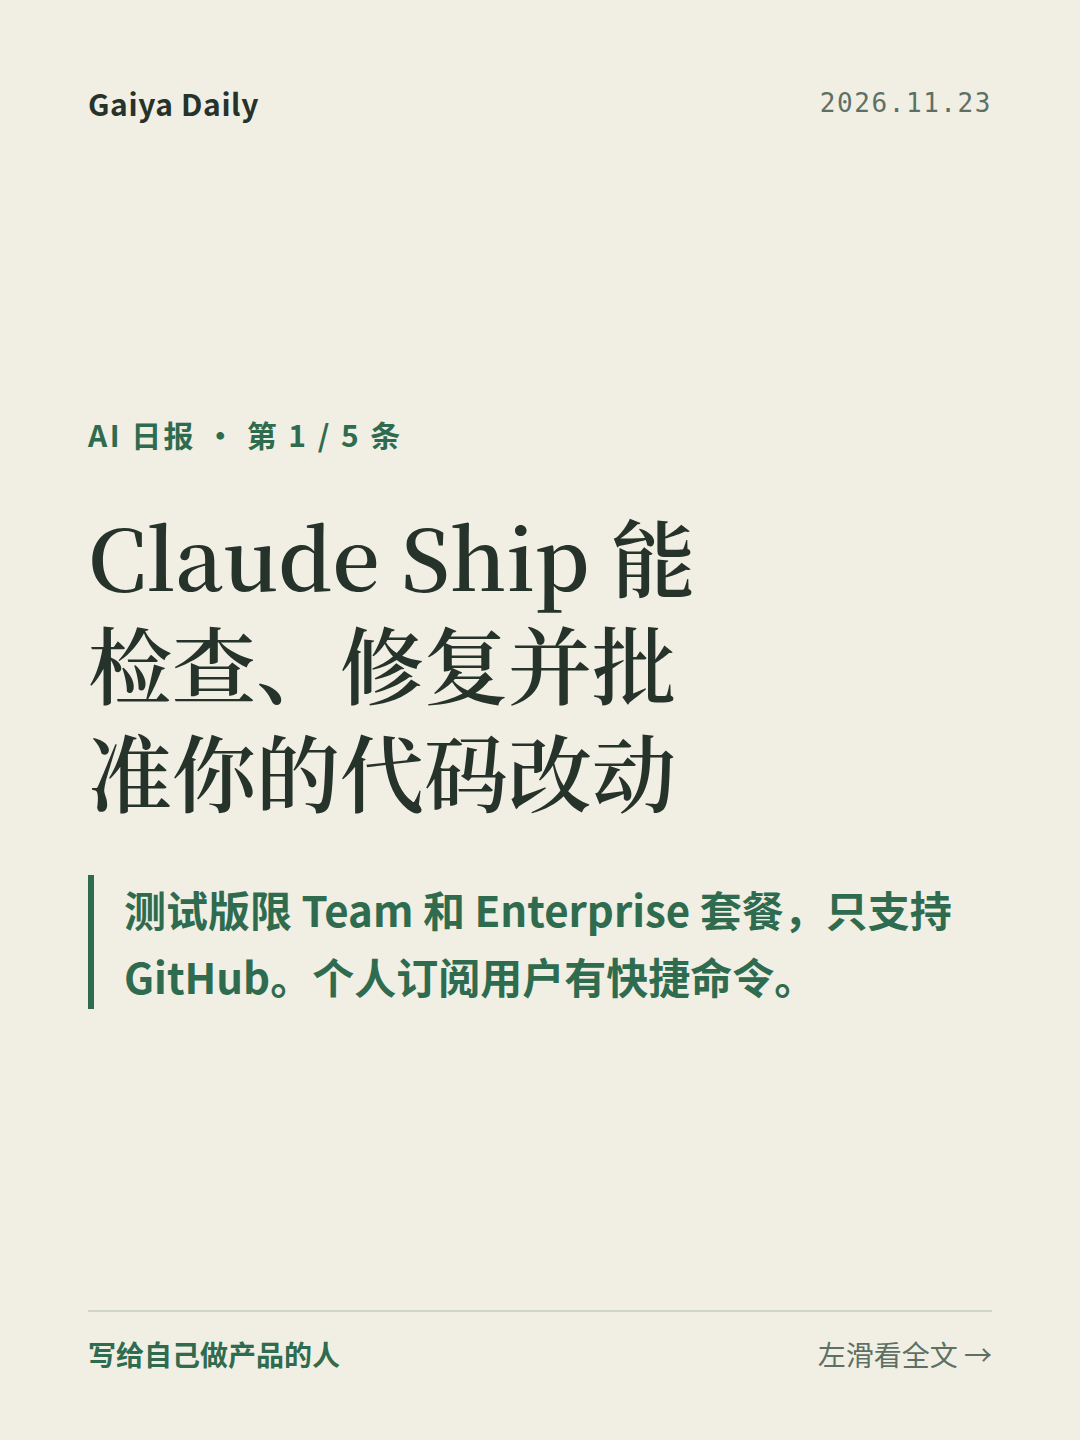 Gaiya Daily
2026.11.23
AI 日报 · 第 1 / 5 条
Claude Ship 能
检查、修复并批
准你的代码改动
测试版限 Team 和 Enterprise 套餐，只支持
GitHub。个人订阅用户有快捷命令。
写给自己做产品的人
左滑看全文 →